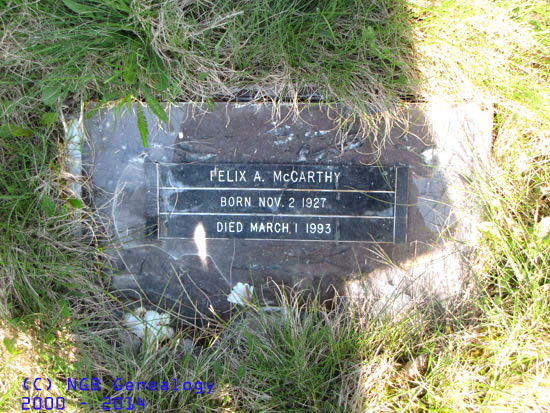 FELIX A. McCARTHY
BORN NOV. 2 1927
DIED MARCH 1 1993
(C) NGB Genealogy
2000 - 2014